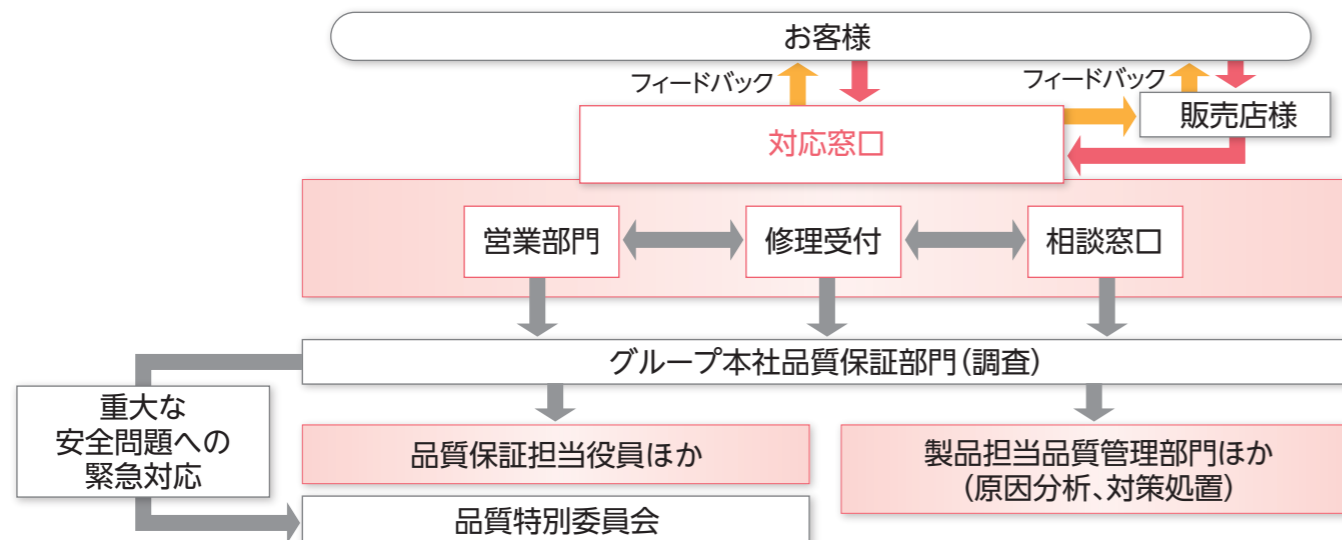 お客様
フィードバック
フィードバック
販売店様
対応窓口
営業部門
修理受付
相談窓口
グループ本社品質保証部門(調査)
重大な
安全問題への
緊急対応
品質保証担当役員ほか
製品担当品質管理部門ほか
(原因分析、対策処置)
品質特別委員会